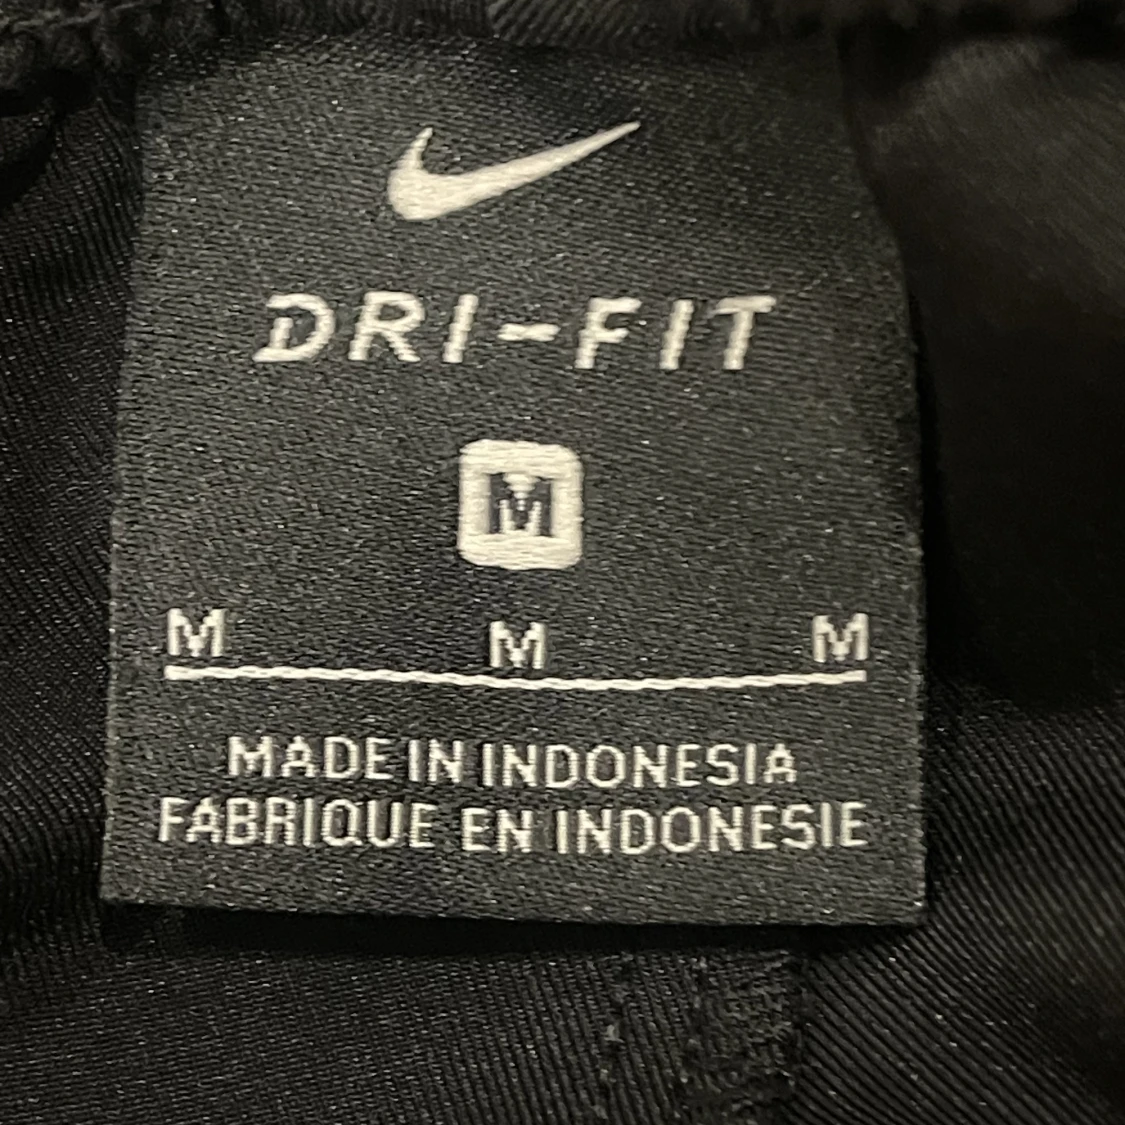 DRI-FIT
M
M M M
MADE IN INDONESIA
FABRIQUE EN INDONESIE